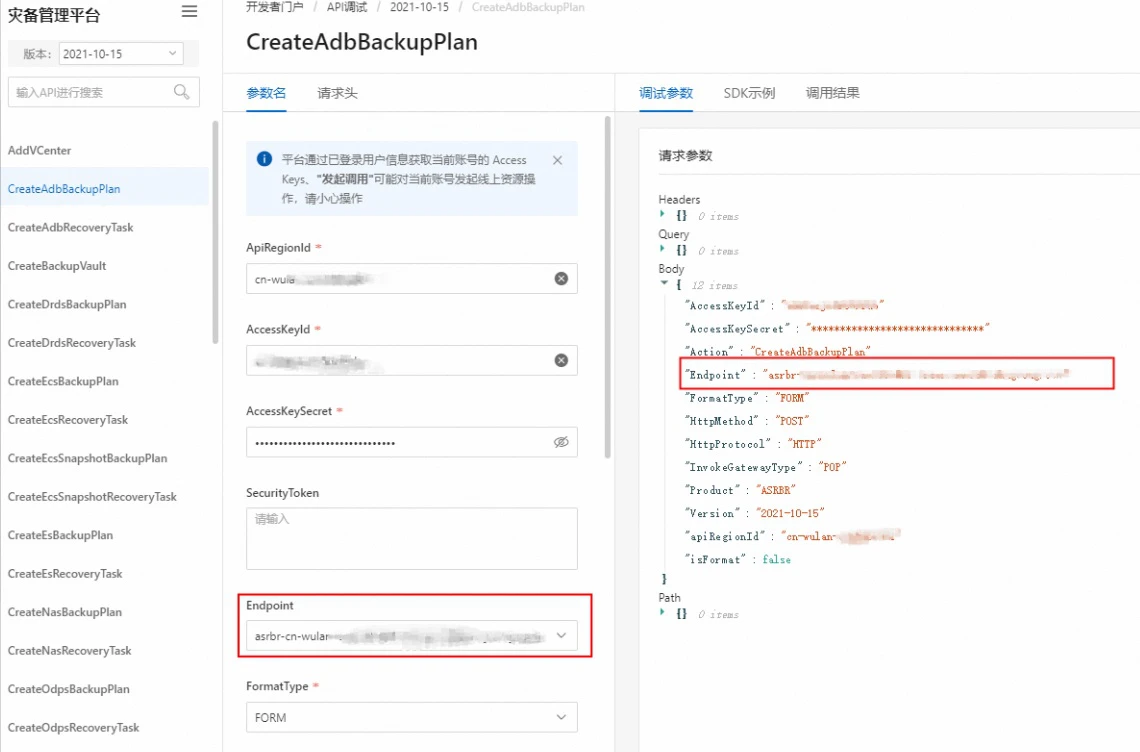 灾备管理平台
版本： 2021-10-15
输入API进行搜索
AddVCenter
CreateAdbBackupPlan
CreateAdbRecoveryTask
CreateBackupVault
CreateDrdsBackupPlan
CreateDrdsRecoveryTask
CreateEcsBackupPlan
CreateEcsRecoveryTask
CreateEcsSnapshotBackupPlan
CreateEcsSnapshotRecoveryTask
CreateEsBackupPlan
CreateEsRecoveryTask
CreateNasBackupPlan
CreateNasRecoveryTask
CreateOdpsBackupPlan
CreateOdpsRecoveryTask
开发者门户 / API调试 / 2021-10-15 / CreateAdbBackupPlan
CreateAdbBackupPlan
参数名 请求头
平台通过已登录用户信息获取当前账号的 Access
Keys、"发起调用"可能对当前账号发起线上资源操
作，请小心操作
ApiRegionId *
cn-wula
AccessKeyId *
AccessKeySecret *
••••••••••••••••••••••••••••••
SecurityToken
请输入
Endpoint
asrbr-cn-wulan
FormatType *
FORM
调试参数 SDK示例 调用结果
请求参数
Headers
{} 0 items
Query
{} 0 items
Body
{ 12 items
"AccessKeyId" : "
"AccessKeySecret" : "******************************"
"Action" : "CreateAdbBackupPlan"
"Endpoint" : "asrbr-
"FormatType" : "FORM"
"HttpMethod" : "POST"
"HttpProtocol" : "HTTP"
"InvokeGatewayType" : "POP"
"Product" : "ASRBR"
"Version" : "2021-10-15"
"apiRegionId" : "cn-wulan-
"isFormat" : false
}
Path
{} 0 items